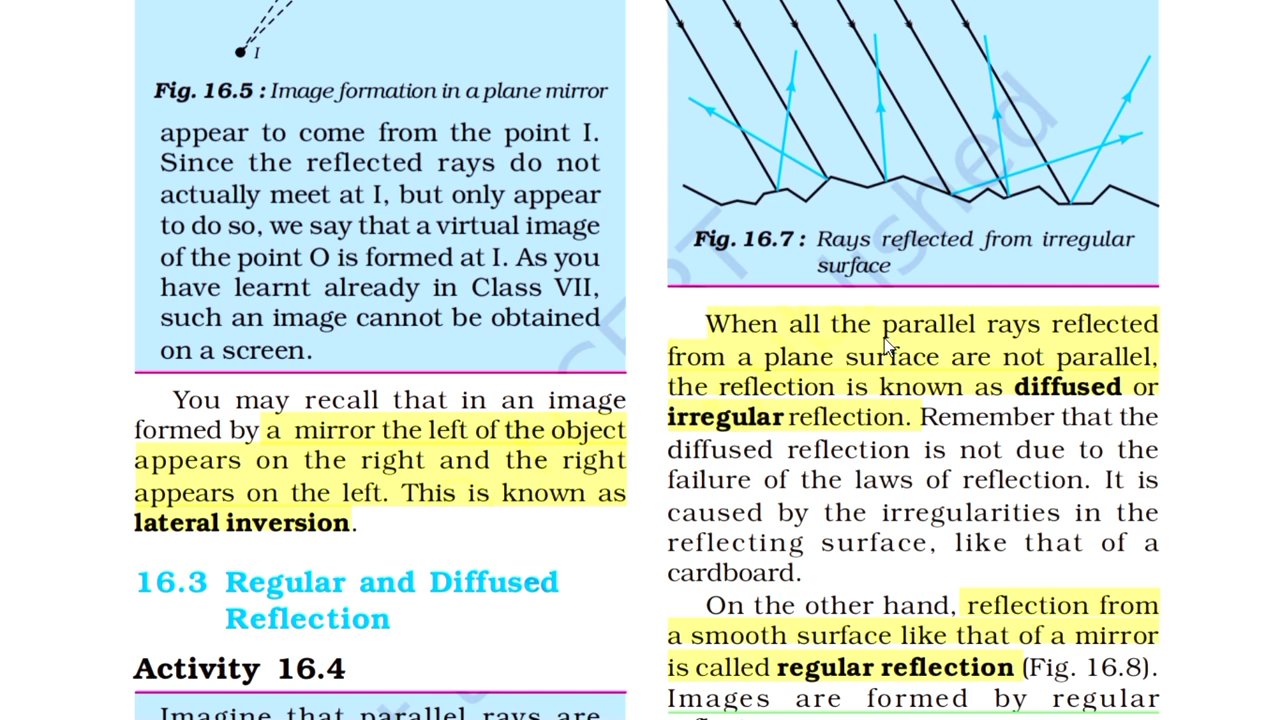 I
Fig. 16.5 : Image formation in a plane mirror
appear to come from the point I.
Since the reflected rays do not
actually meet at I, but only appear
to do so, we say that a virtual image
of the point O is formed at I. As you
have learnt already in Class VII,
such an image cannot be obtained
on a screen.
You may recall that in an image
formed by a mirror the left of the object
appears on the right and the right
appears on the left. This is known as
lateral inversion.
16.3 Regular and Diffused
Reflection
Activity 16.4
Imagine that parallel rays are
Fig. 16.7 : Rays reflected from irregular
surface
When all the parallel rays reflected
from a plane surface are not parallel,
the reflection is known as diffused or
irregular reflection. Remember that the
diffused reflection is not due to the
failure of the laws of reflection. It is
caused by the irregularities in the
reflecting surface, like that of a
cardboard.
On the other hand, reflection from
a smooth surface like that of a mirror
is called regular reflection (Fig. 16.8).
Images are formed by regular